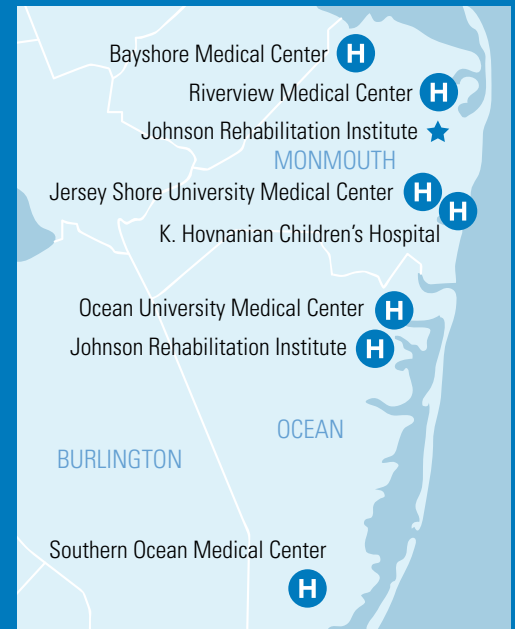 Bayshore Medical Center H
Riverview Medical Center H
Johnson Rehabilitation Institute
MONMOUTH
Jersey Shore University Medical Center H
H
K. Hovnanian Children's Hospital
Ocean University Medical Center H
Johnson Rehabilitation Institute H
OCEAN
BURLINGTON
Southern Ocean Medical Center
H